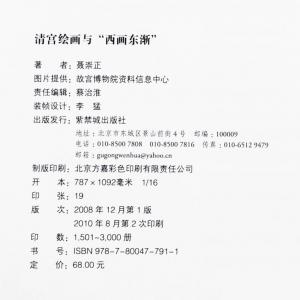 清宫绘画与“西画东渐”
著　　者：聂崇正
图片提供：故宫博物院资料信息中心
责任编辑：蔡治淮
装帧设计：李　猛
出版发行：紫禁城出版社
地址：北京市东城区景山前街4号　邮编：100009
电话：010-8500 7808　010-8500 7816　传真：010-6512 9479
邮箱：gugongwenhua@yahoo.cn
制版印刷：北京方嘉彩色印刷有限责任公司
开　　本：787×1092毫米　1/16
印　　张：19
版　　次：2008年12月第1版
2010年8月第2次印刷
印　　数：1,501~3,000册
书　　号：ISBN 978-7-80047-791-1
定　　价：68.00元